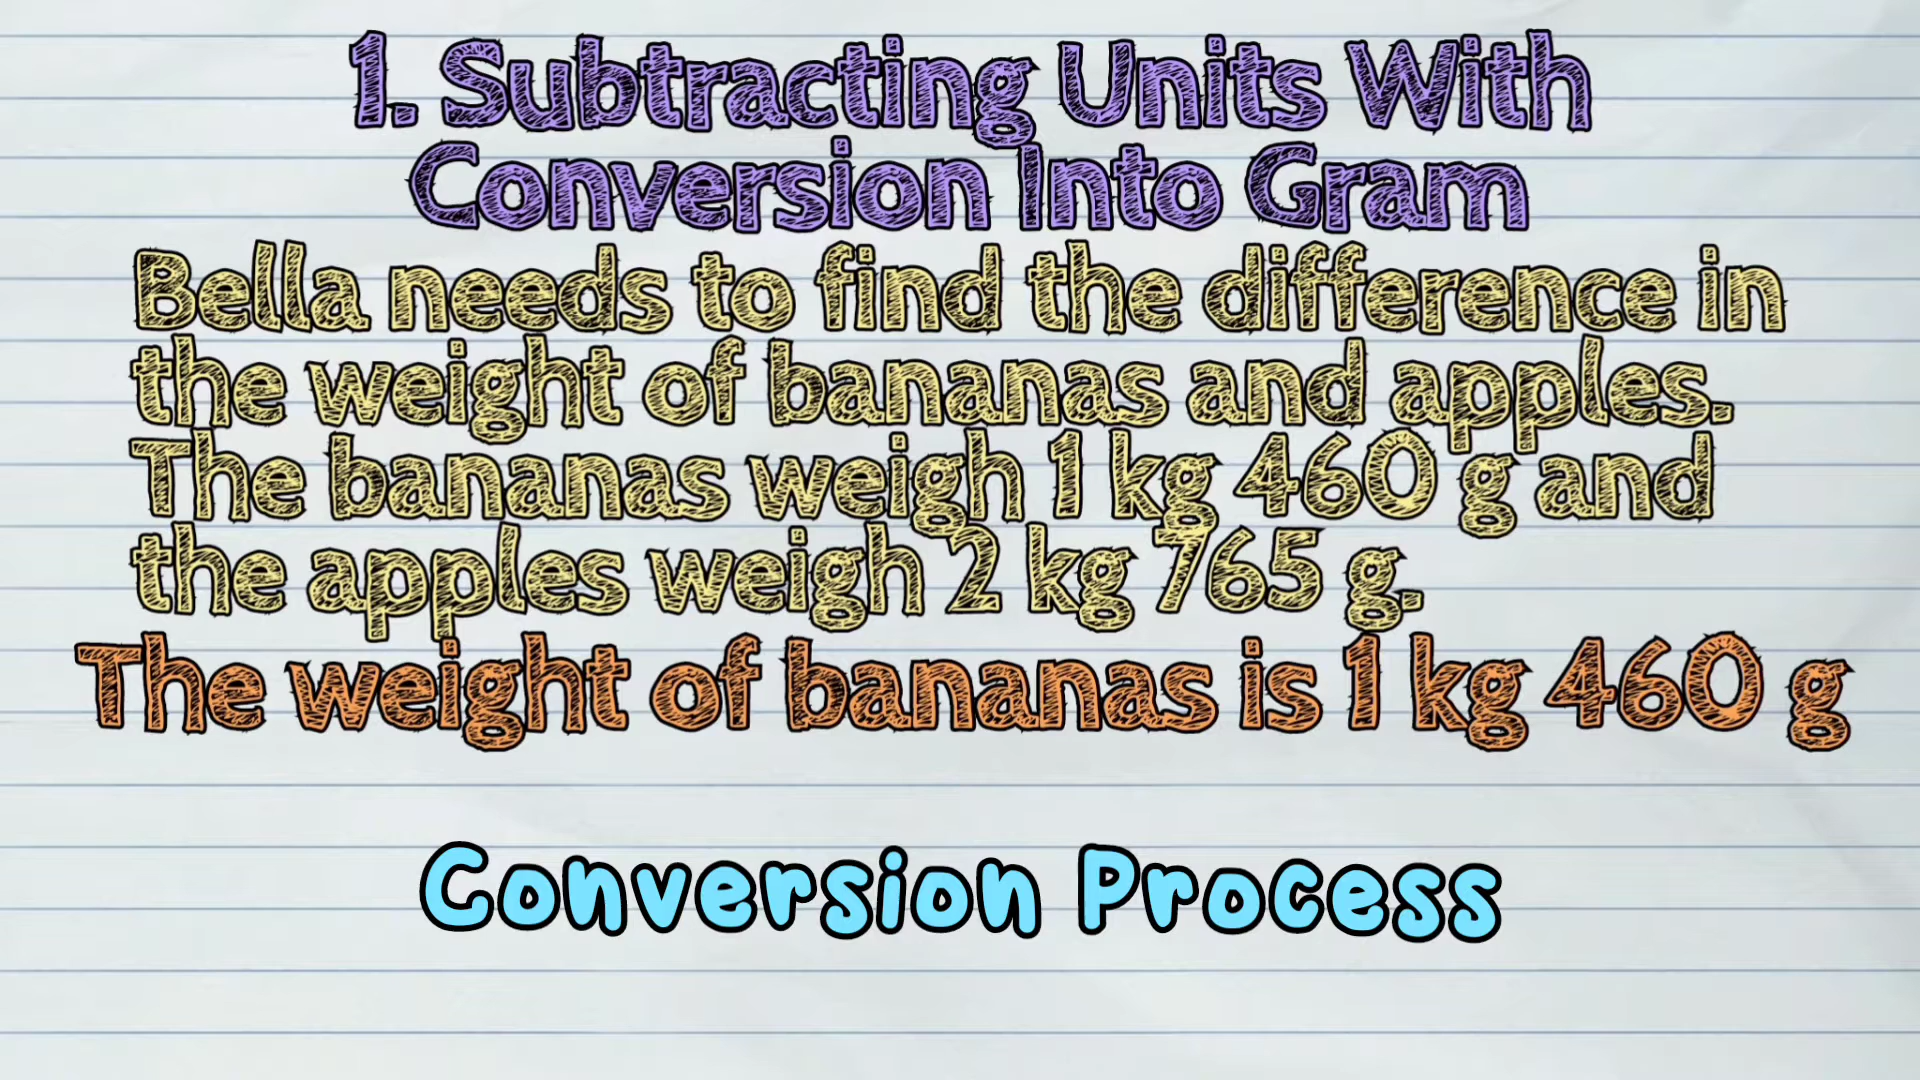 1. Subtracting Units With
Conversion Into Gram
Bella needs to find the difference in
the weight of bananas and apples.
The bananas weigh 1 kg 460 g and
the apples weigh 2 kg 765 g.
The weight of bananas is 1 kg 460 g
Conversion Process